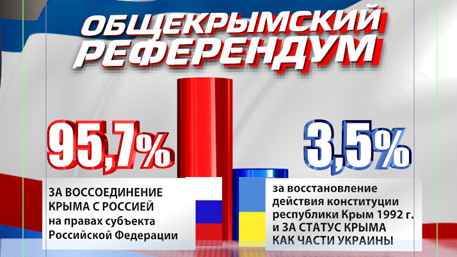 ОБЩЕКРЫМСКИЙ
РЕФЕРЕНДУМ
95,7%
ЗА ВОССОЕДИНЕНИЕ
КРЫМА С РОССИЕЙ
на правах субъекта
Российской Федерации
3,5%
за восстановление
действия конституции
республики Крым 1992 г.
и ЗА СТАТУС КРЫМА
КАК ЧАСТИ УКРАИНЫ